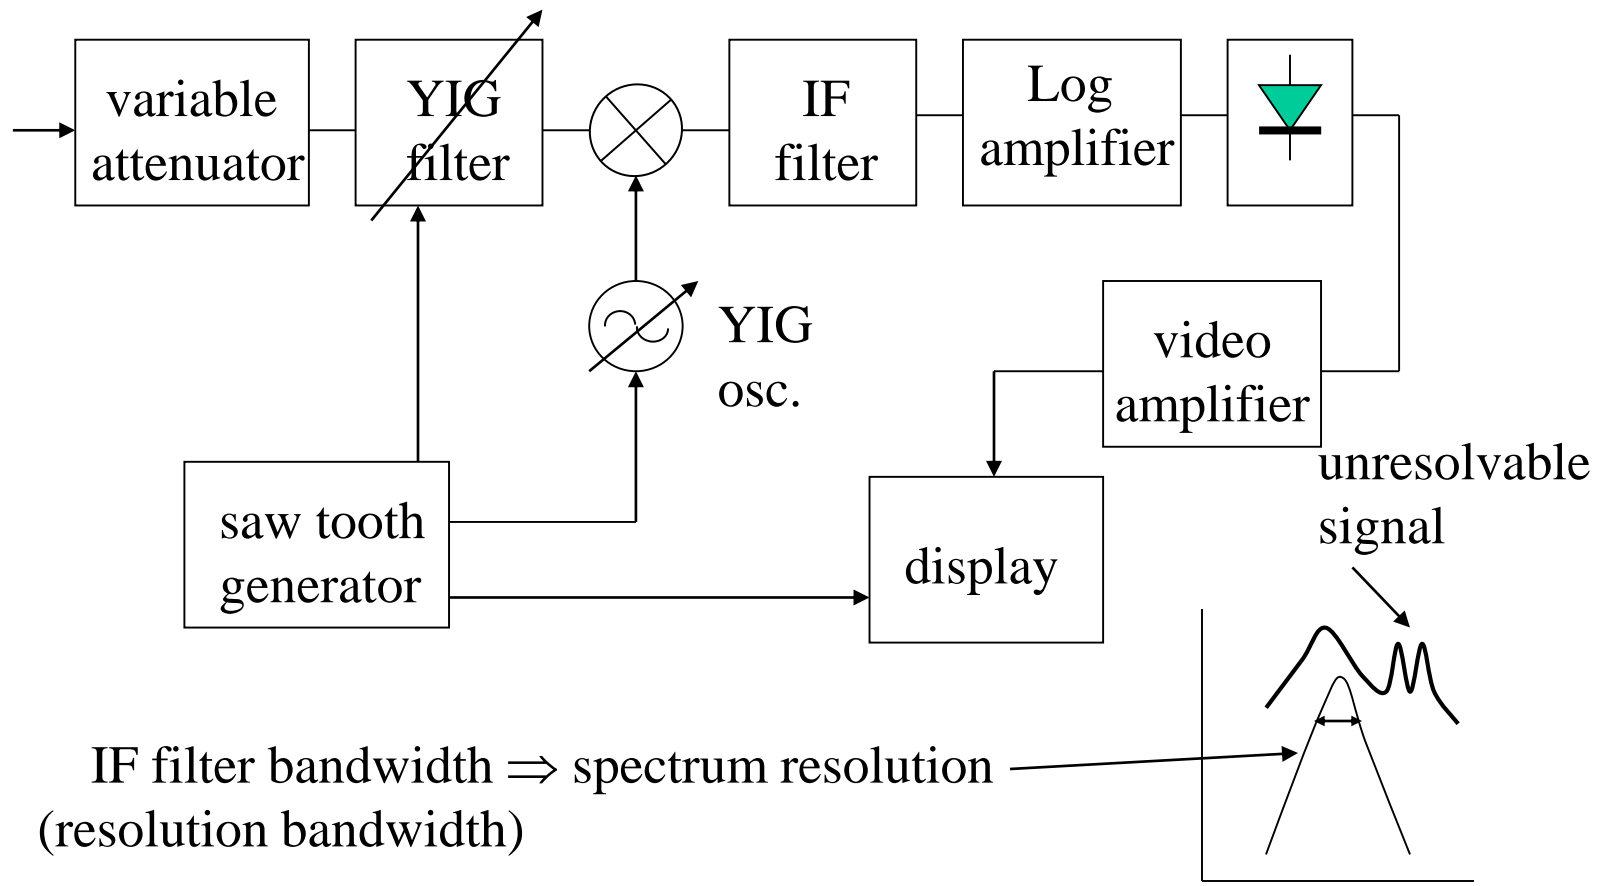 variable
attenuator
YIG
filter
IF
filter
Log
amplifier
YIG
osc.
video
amplifier
saw tooth
generator
display
unresolvable
signal
IF filter bandwidth ⇒ spectrum resolution
(resolution bandwidth)